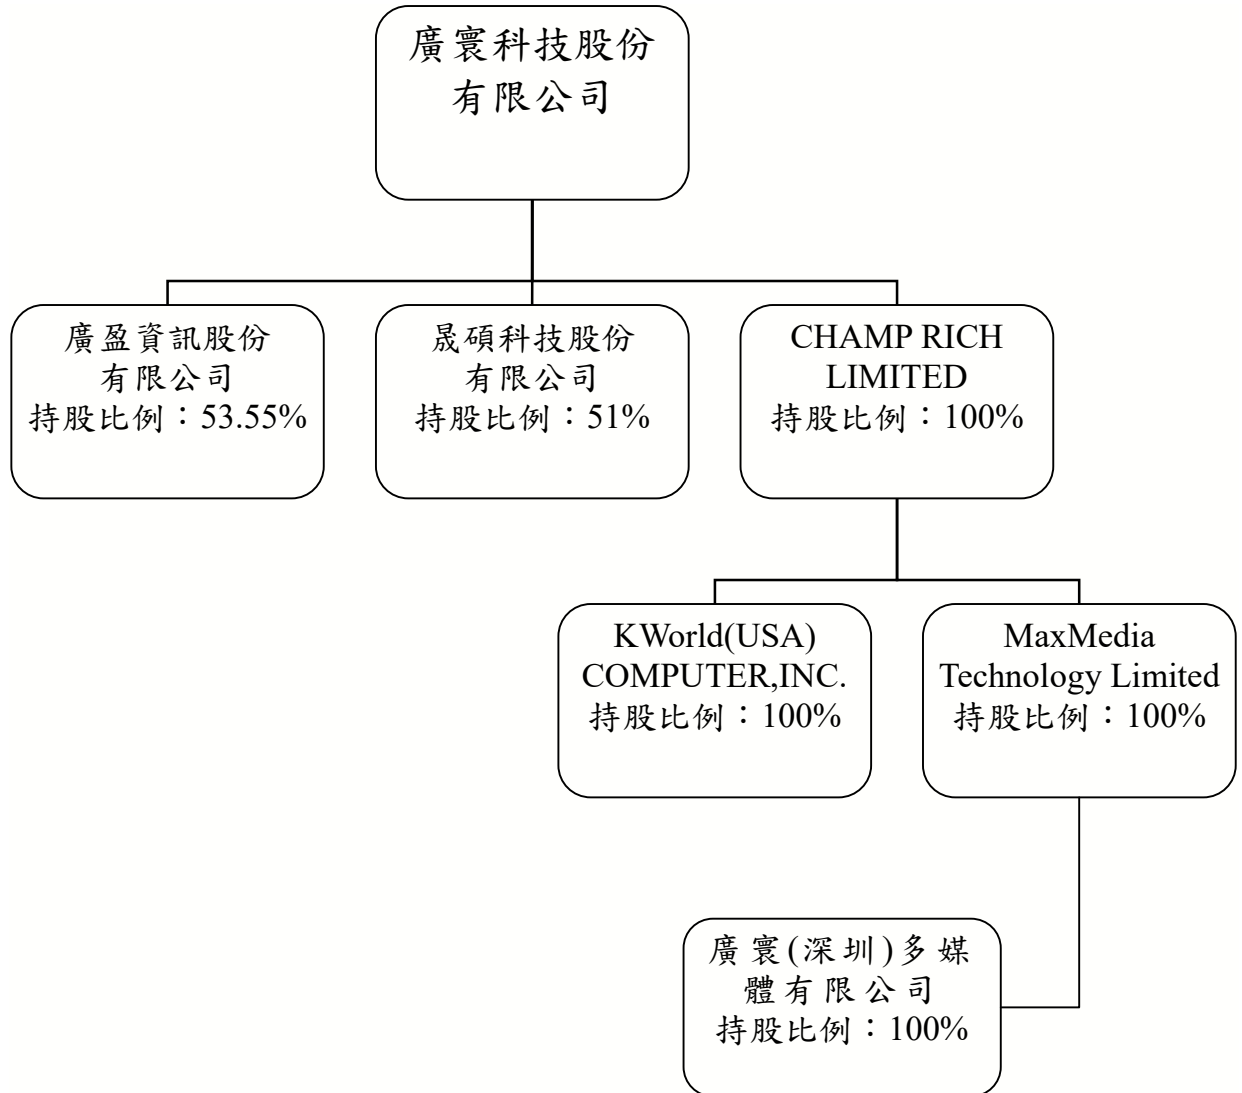 廣寰科技股份
有限公司
廣盈資訊股份
有限公司
持股比例：53.55%
晟碩科技股份
有限公司
持股比例：51%
CHAMP RICH
LIMITED
持股比例：100%
KWorld(USA)
COMPUTER,INC.
持股比例：100%
MaxMedia
Technology Limited
持股比例：100%
廣寰(深圳)多媒
體有限公司
持股比例：100%